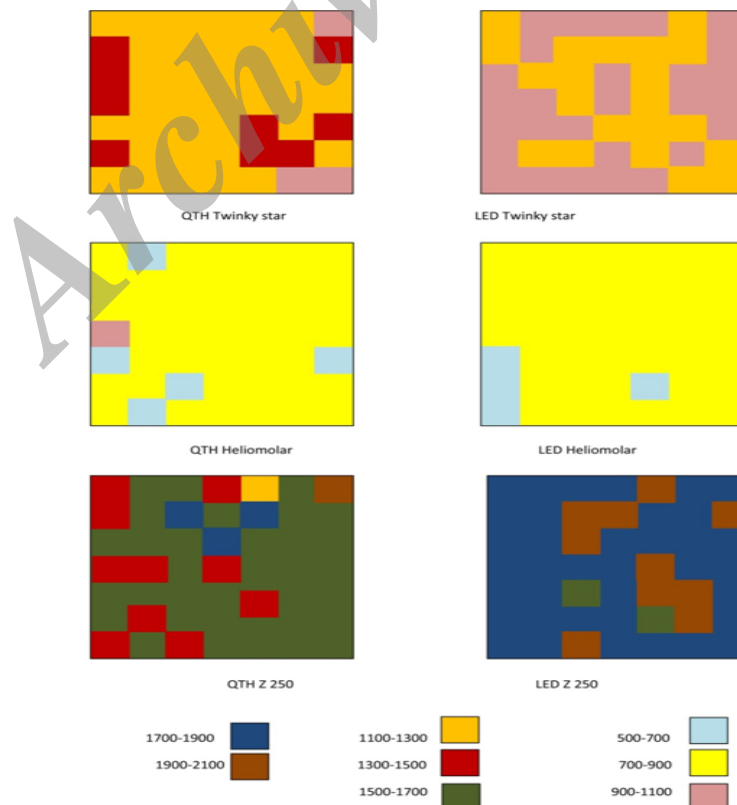 Archiv
QTH Twinky star
LED Twinky star
QTH Heliomolar
LED Heliomolar
QTH Z 250
LED Z 250
1700-1900
1100-1300
500-700
1900-2100
1300-1500
700-900
1500-1700
900-1100